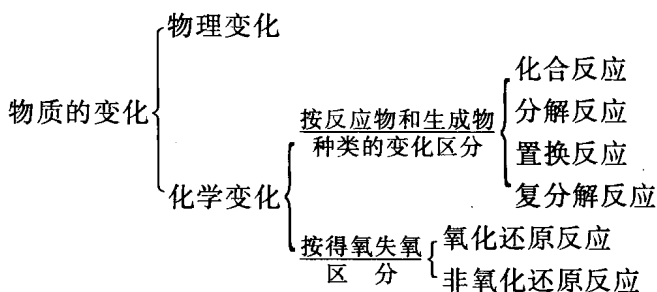 物理变化
物质的变化
化学变化
按反应物和生成物
种类的变化区分
化合反应
分解反应
置换反应
复分解反应
按得氧失氧
区 分
氧化还原反应
非氧化还原反应